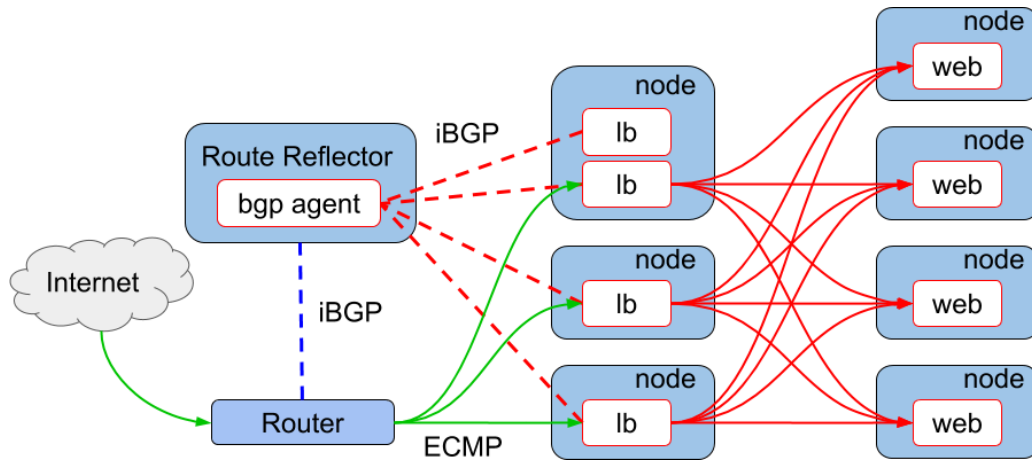 node
web
node
lb
lb
iBGP
Route Reflector
bgp agent
node
web
Internet
iBGP
node
lb
node
web
Router
ECMP
node
lb
node
web